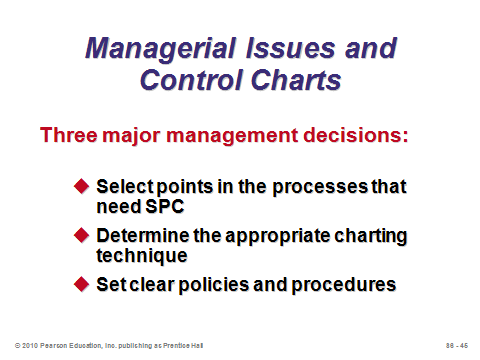 Managerial Issues and
Control Charts
Three major management decisions:
Select points in the processes that
need SPC
Determine the appropriate charting
technique
Set clear policies and procedures
© 2010 Pearson Education, Inc. publishing as Prentice Hall
S6 - 45